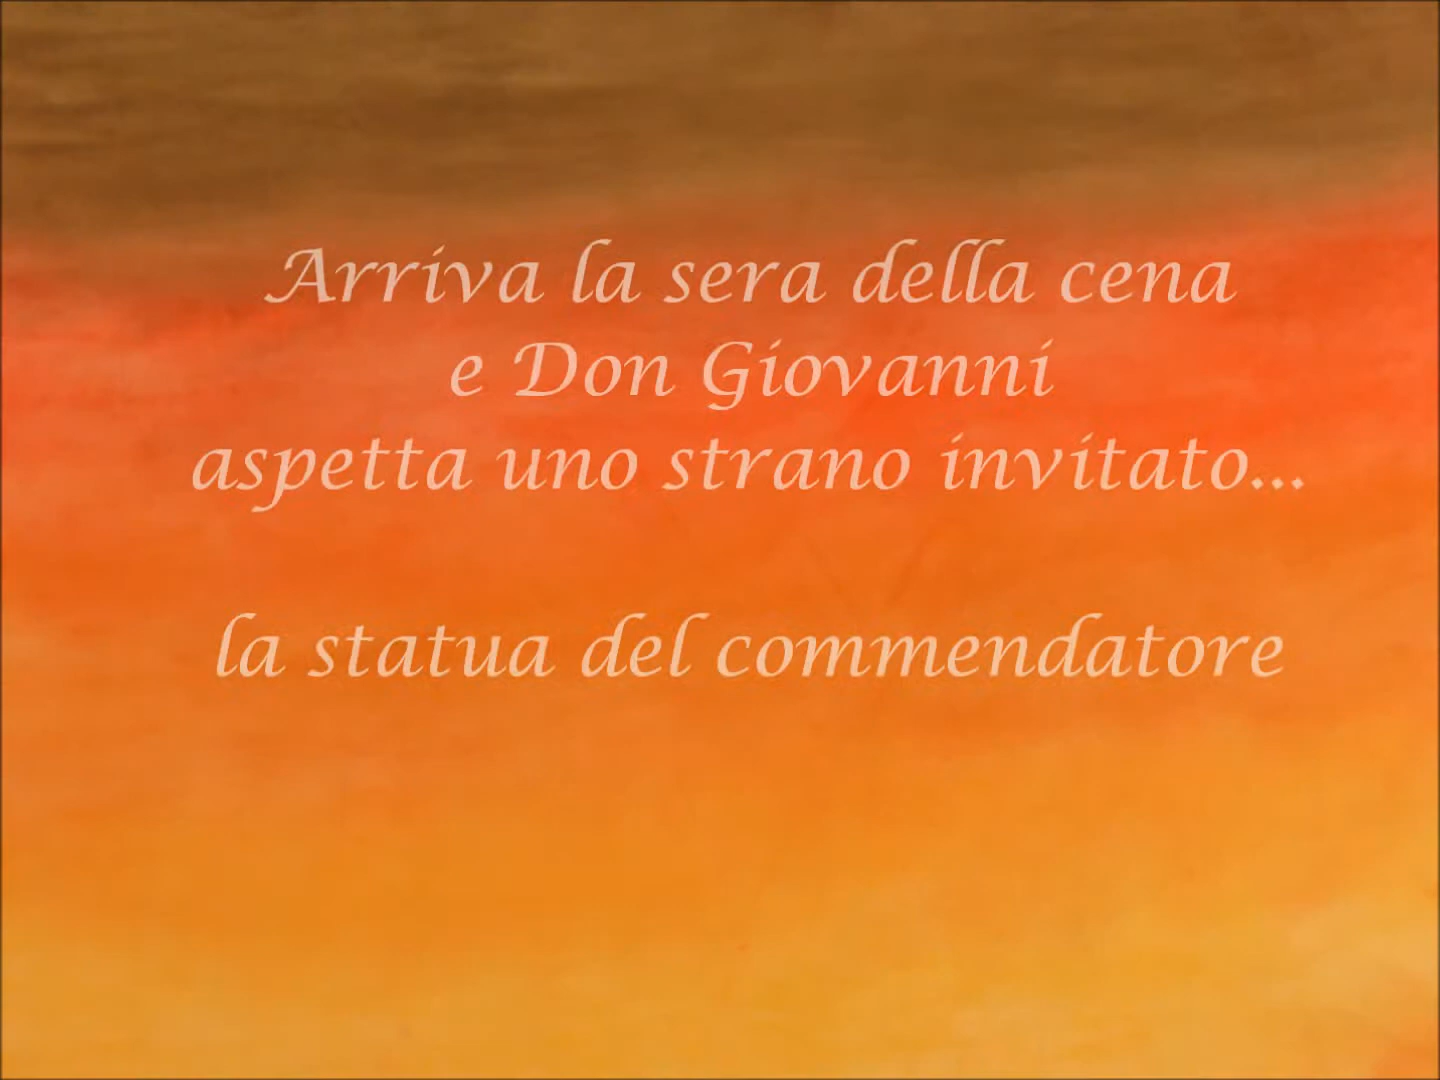 Arriva la sera della cena
e Don Giovanni
aspetta uno strano invitato...
la statua del commendatore